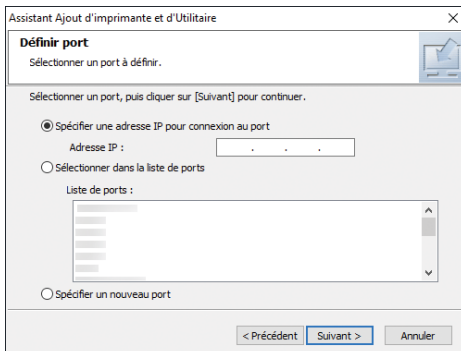 Assistant Ajout d'imprimante et d'Utilitaire
Définir port
Sélectionner un port à définir.
Sélectionner un port, puis cliquer sur [Suivant] pour continuer.
Spécifier une adresse IP pour connexion au port
Adresse IP : . . .
Sélectionner dans la liste de ports
Liste de ports :
Spécifier un nouveau port
< Précédent Suivant > Annuler